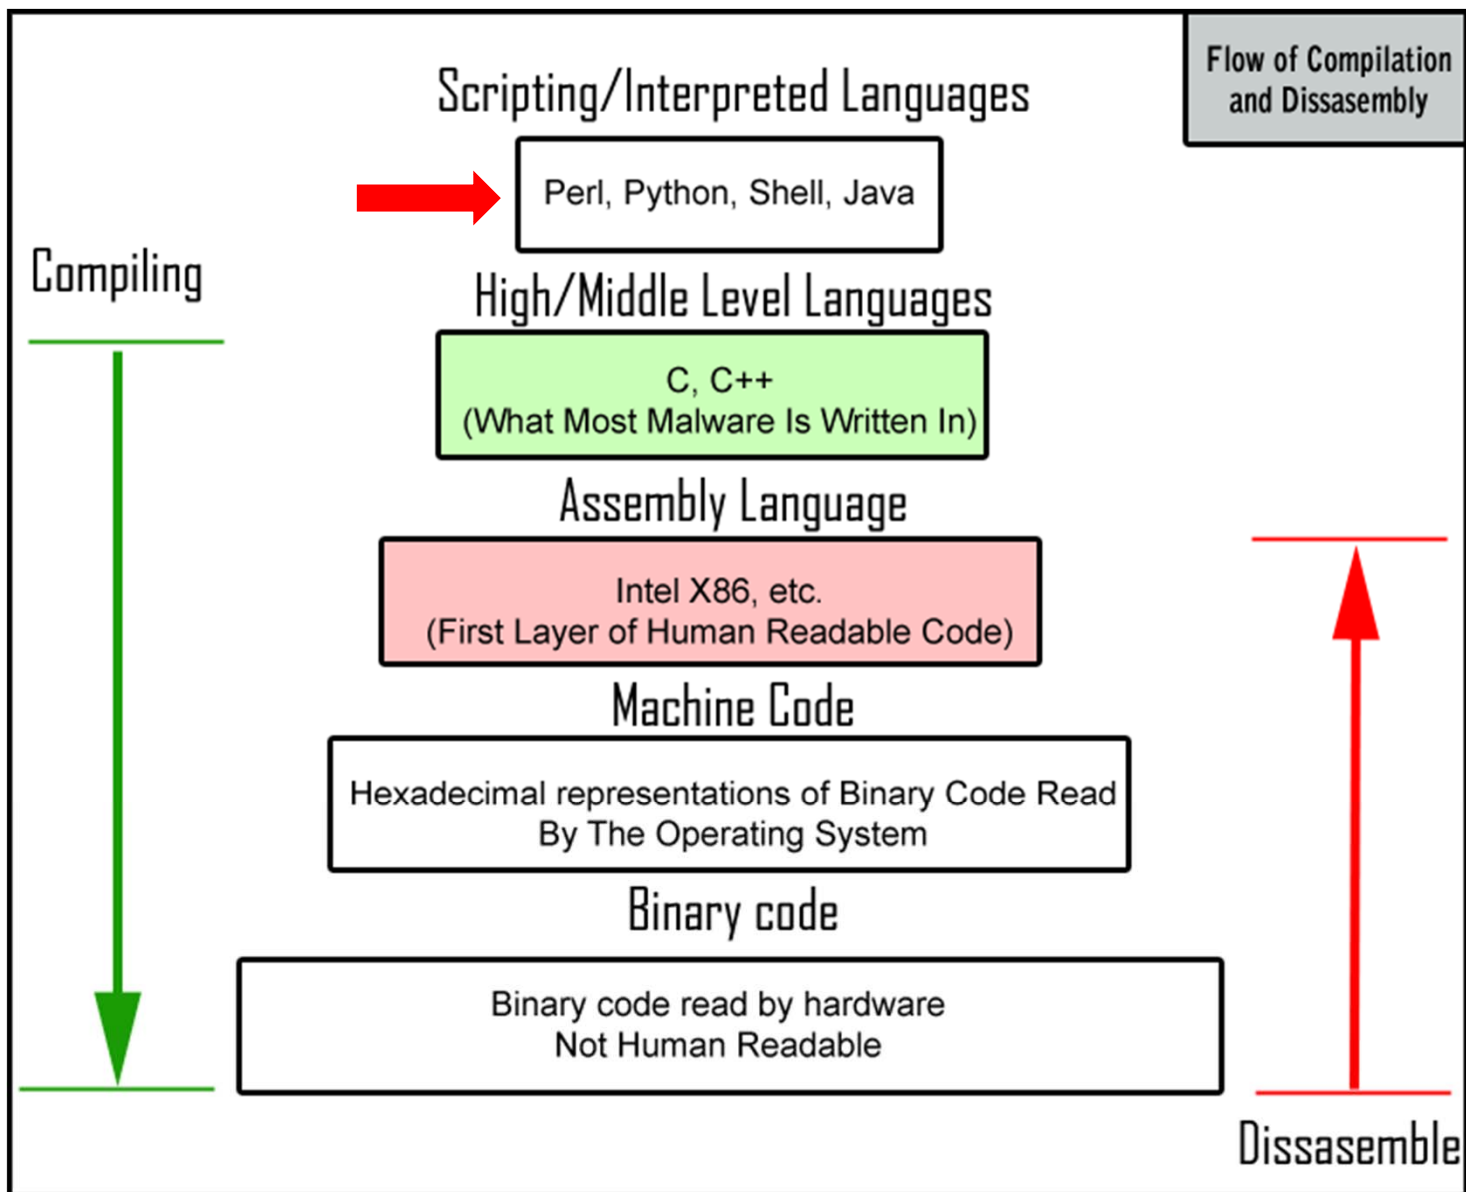 Flow of Compilation
and Dissasembly
Scripting/Interpreted Languages
Perl, Python, Shell, Java
Compiling
High/Middle Level Languages
C, C++
(What Most Malware Is Written In)
Assembly Language
Intel X86, etc.
(First Layer of Human Readable Code)
Machine Code
Hexadecimal representations of Binary Code Read
By The Operating System
Binary code
Binary code read by hardware
Not Human Readable
Dissasemble